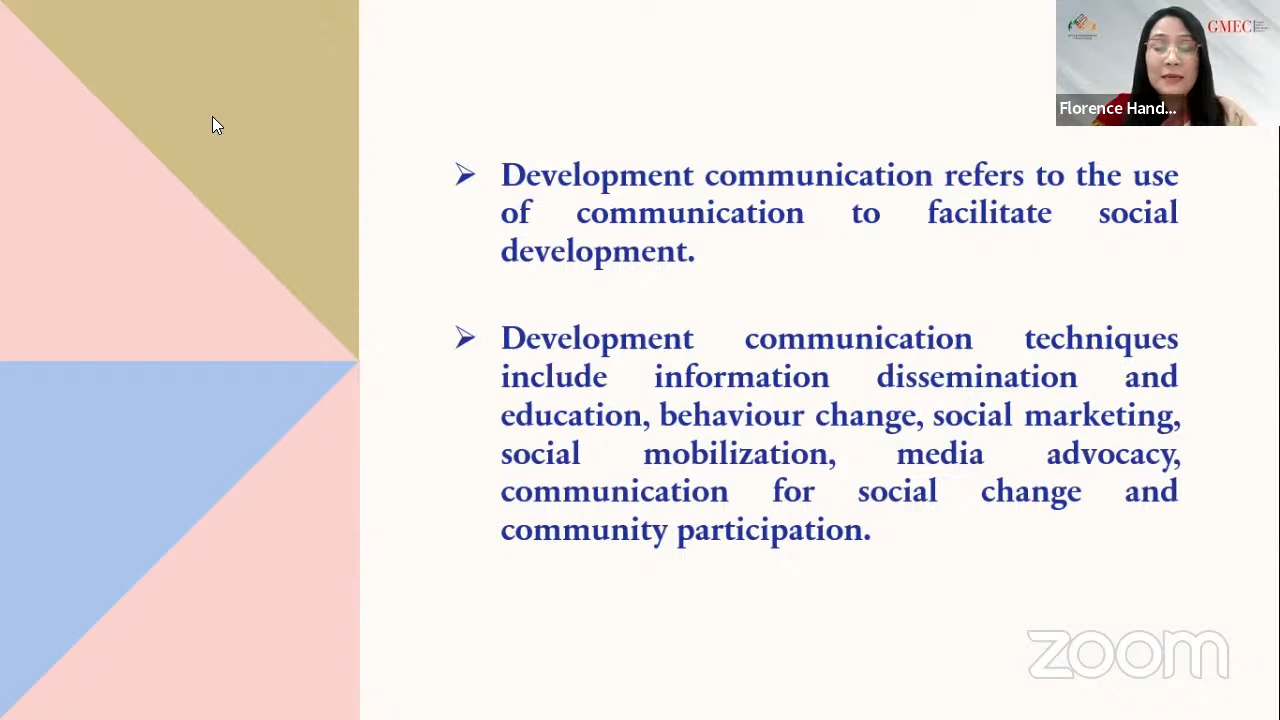 GMEC
Florence Hand...
➢ Development communication refers to the use
of communication to facilitate social
development.
➢ Development communication techniques
include information dissemination and
education, behaviour change, social marketing,
social mobilization, media advocacy,
communication for social change and
community participation.
zoom